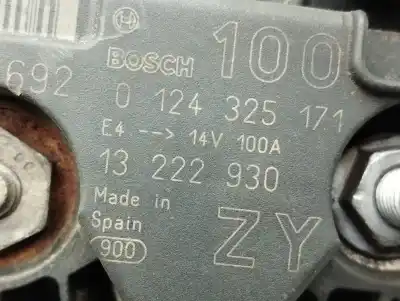 BOSCH 100
692 0 124 325 171
E4 --> 14V 100A
13 222 930
Made in
Spain
900 ZY